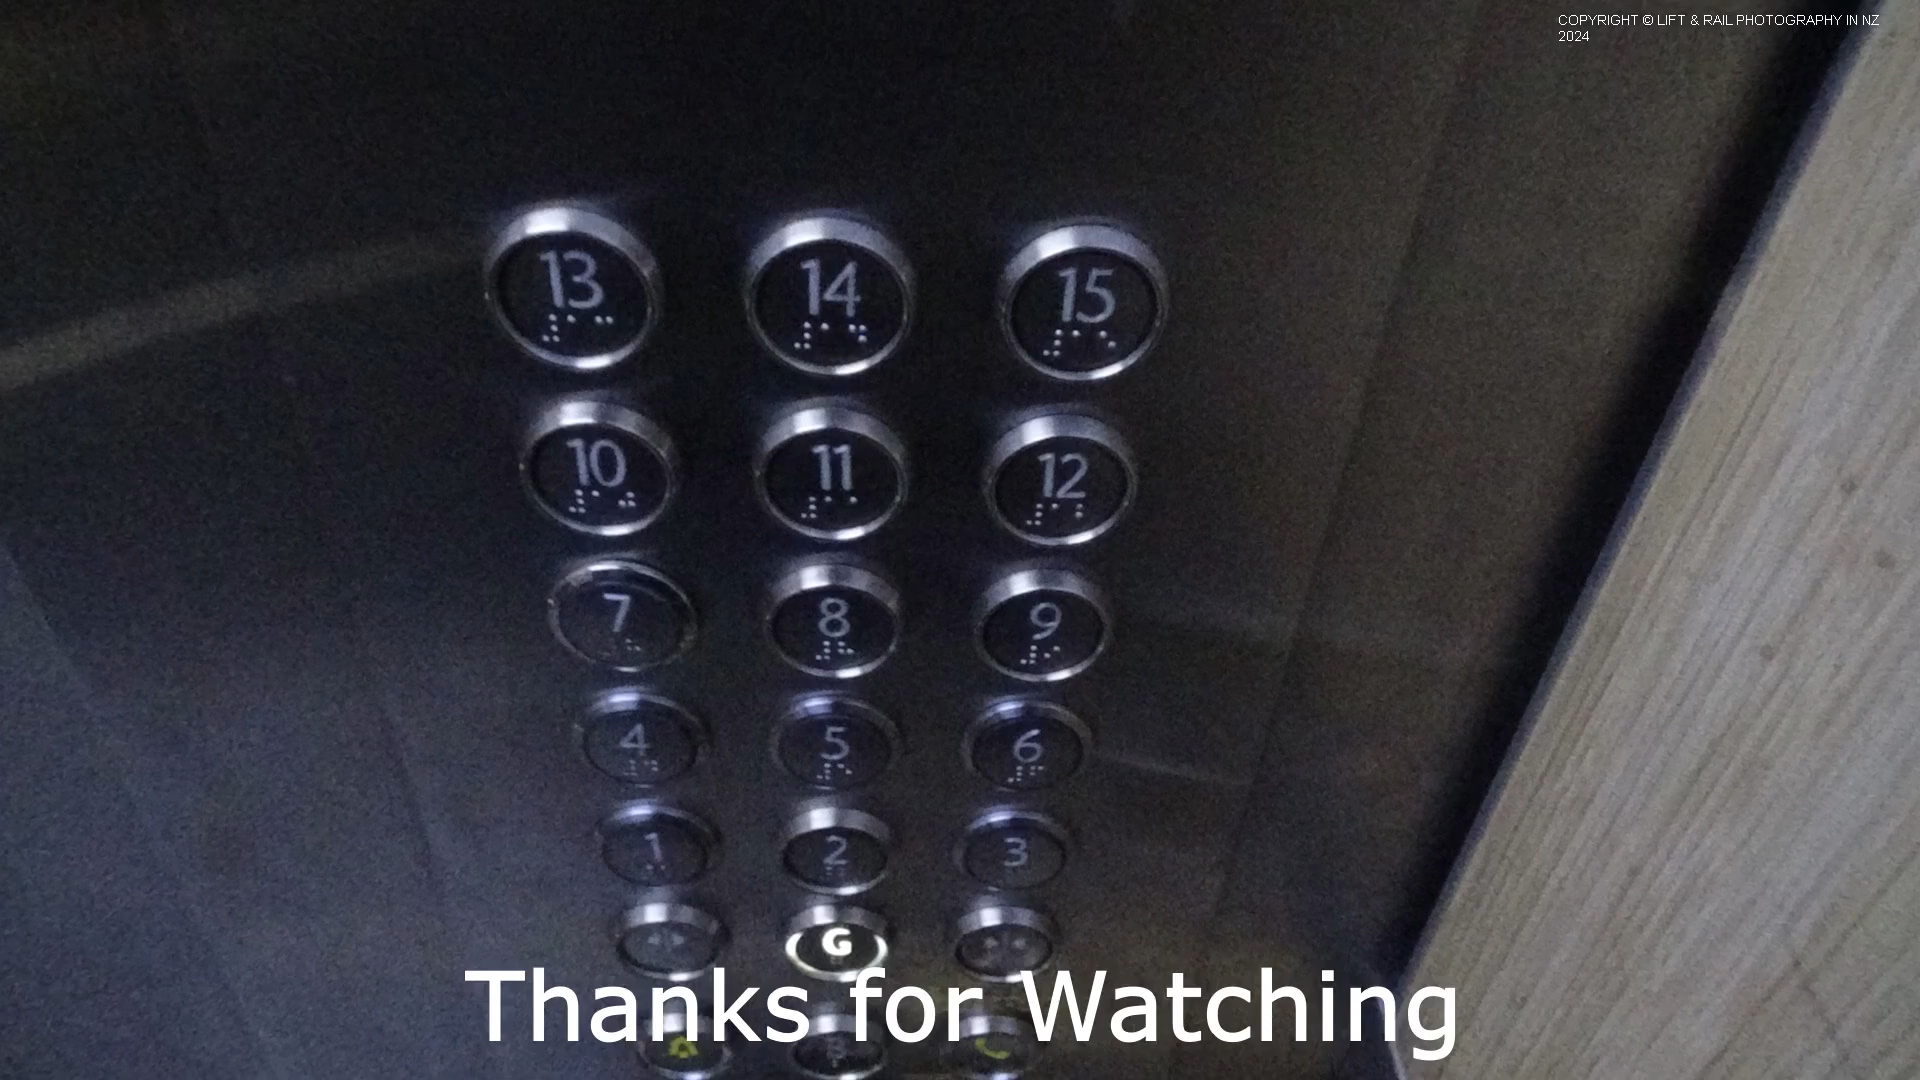 COPYRIGHT © LIFT & RAIL PHOTOGRAPHY IN NZ
2024
13 14 15
10 11 12
7 8 9
4 5 6
1 2 3
G
Thanks for Watching